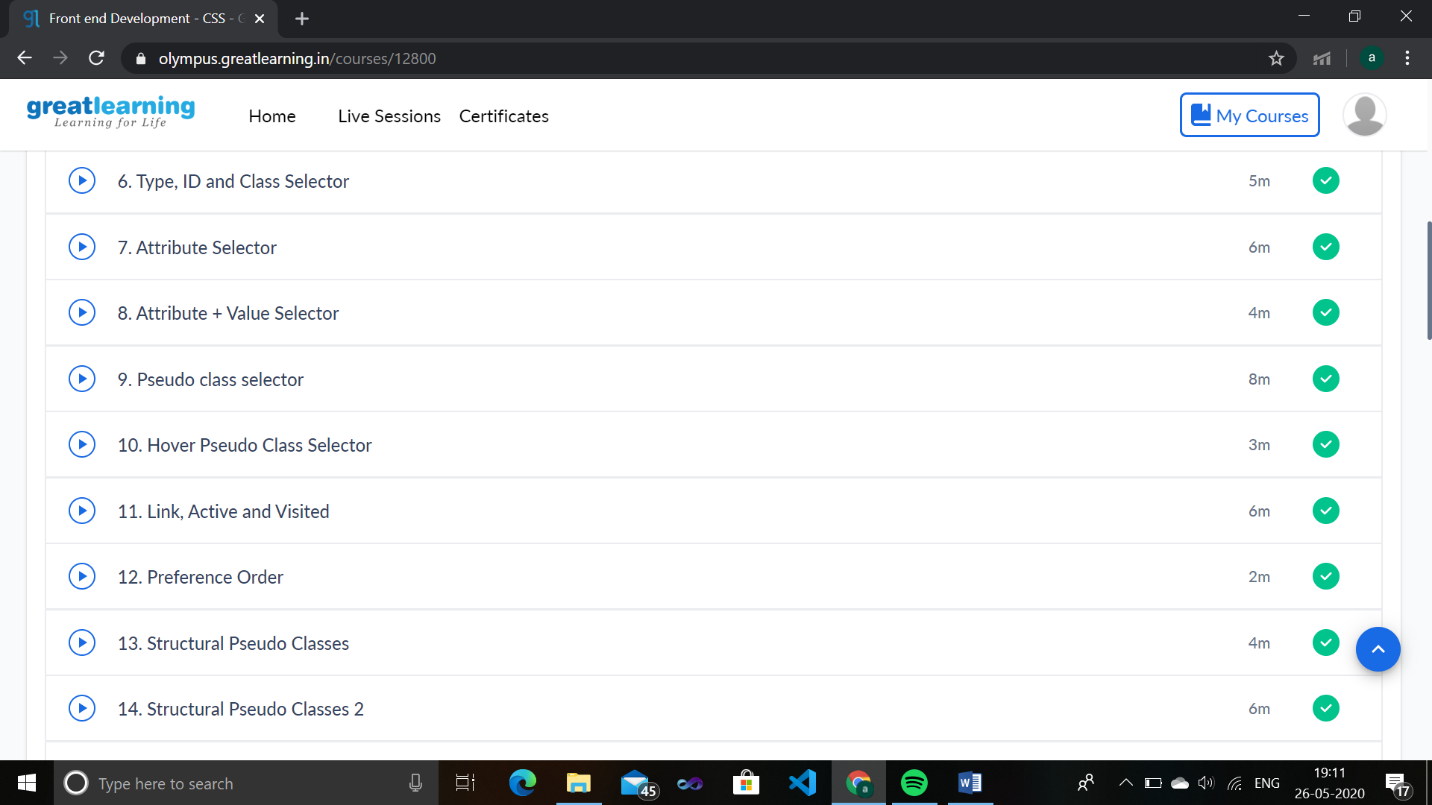 gl Front end Development - CSS - G
olympus.greatlearning.in/courses/12800
a
greatlearning
Learning for Life
Home Live Sessions Certificates My Courses
6. Type, ID and Class Selector 5m
7. Attribute Selector 6m
8. Attribute + Value Selector 4m
9. Pseudo class selector 8m
10. Hover Pseudo Class Selector 3m
11. Link, Active and Visited 6m
12. Preference Order 2m
13. Structural Pseudo Classes 4m
14. Structural Pseudo Classes 2 6m
Type here to search 45 a W ENG 19:11
26-05-2020 17